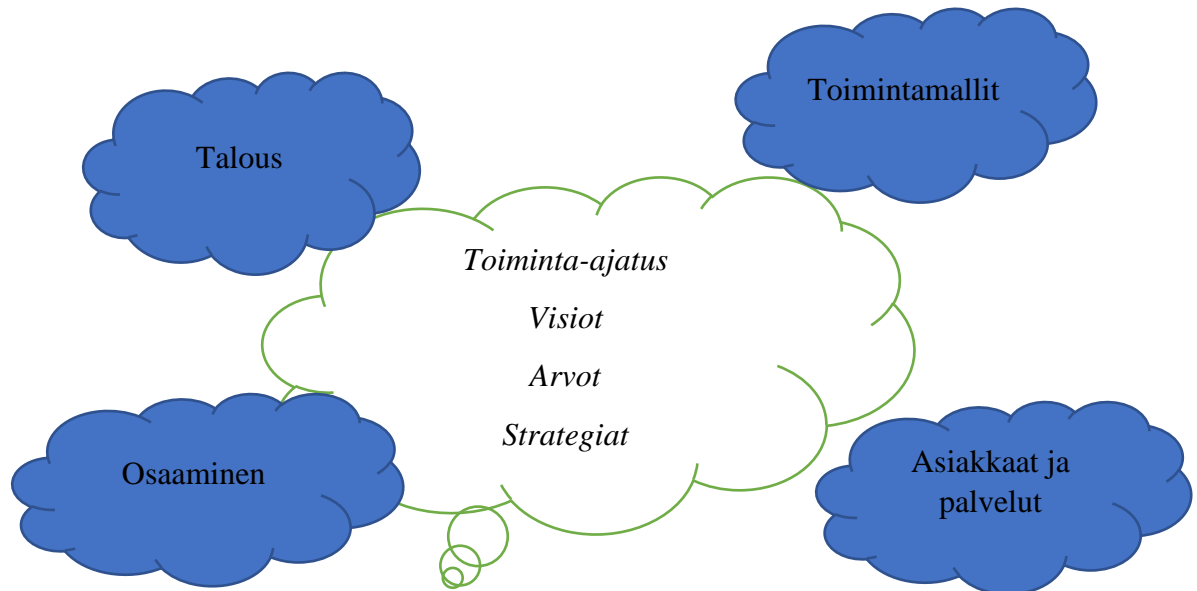 Toimintamallit
Talous
Toiminta-ajatus
Visiot
Arvot
Strategiat
Osaaminen
Asiakkaat ja
palvelut